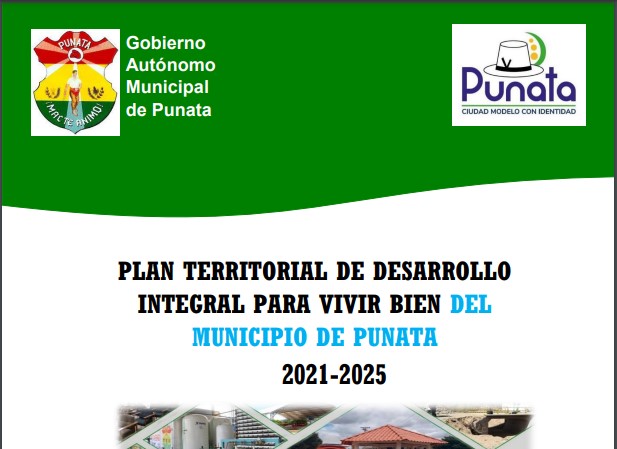 PUNATA
¡MACTE ANIMO!
Gobierno
Autónomo
Municipal
de Punata
Punata
CIUDAD MODELO CON IDENTIDAD
PLAN TERRITORIAL DE DESARROLLO
INTEGRAL PARA VIVIR BIEN DEL
MUNICIPIO DE PUNATA
2021-2025